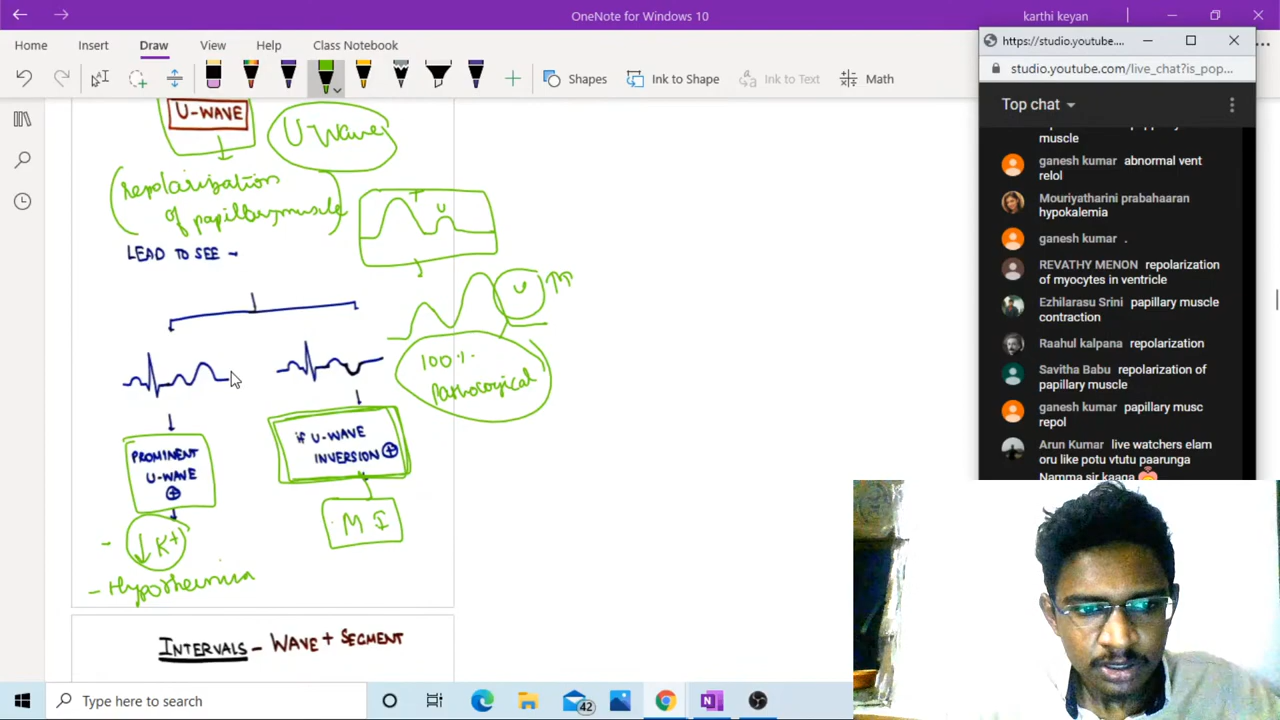 OneNote for Windows 10
karthi keyan
Home
Insert
Draw
View
Help
Class Notebook
Shapes
Ink to Shape
Ink to Text
Math
U-WAVE
U-Wave
(Repolarization
of papillary muscle)
T
U
LEAD TO SEE -
U
100%
Pathological
PROMINENT
U-WAVE
+
if U-WAVE
INVERSION +
- ↓ K+
- Hypothermia
MI
INTERVALS - WAVE + SEGMENT
https://studio.youtube....
studio.youtube.com/live_chat?is_pop...
Top chat
muscle
ganesh kumar abnormal vent
relol
Mouriyatharini prabahaaran
hypokalemia
ganesh kumar .
REVATHY MENON repolarization
of myocytes in ventricle
Ezhilarasu Srini papillary muscle
contraction
Raahul kalpana repolarization
Savitha Babu repolarization of
papillary muscle
ganesh kumar papillary musc
repol
Arun Kumar live watchers elam
oru like potu vtutu paarunga
Namma sir kaaga
Type here to search
42